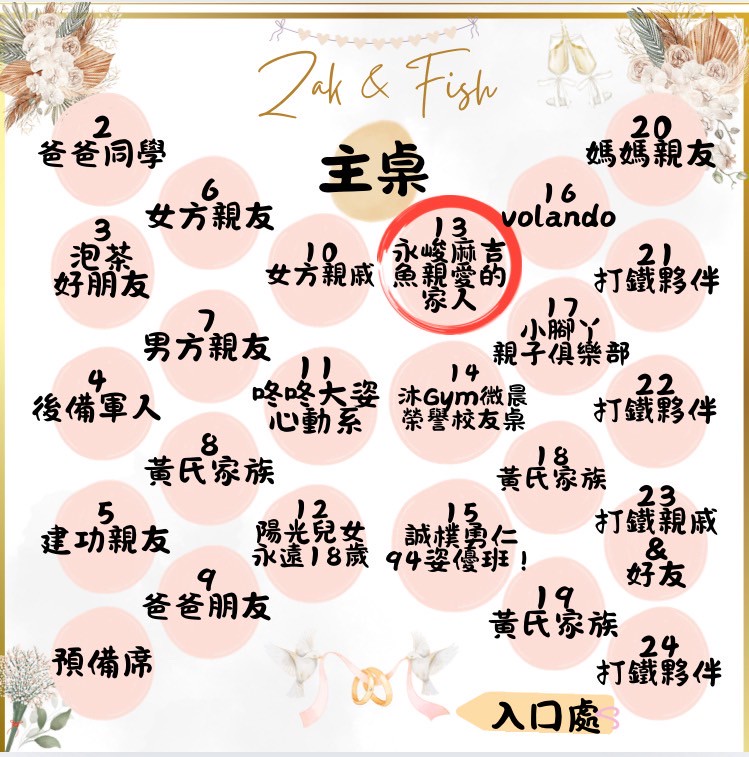 Zak & Fish
主桌
2
爸爸同學
3
泡茶
好朋友
4
後備軍人
5
建功親友
預備席
6
女方親友
7
男方親友
8
黃氏家族
9
爸爸朋友
10
女方親戚
11
咚咚大姿
心動系
12
陽光兒女
永遠18歲
13
永峻麻吉
魚親愛的
家人
14
沐Gym微晨
榮譽校友桌
15
誠樸勇仁
94姿優班！
16
volando
17
小腳丫
親子俱樂部
18
黃氏家族
19
黃氏家族
20
媽媽親友
21
打鐵夥伴
22
打鐵夥伴
23
打鐵親戚
&
好友
24
打鐵夥伴
入口處